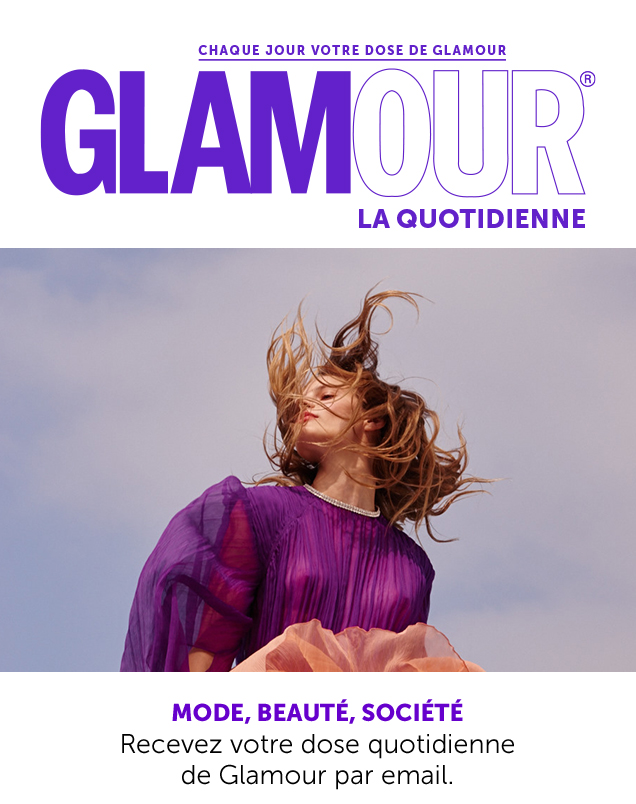 CHAQUE JOUR VOTRE DOSE DE GLAMOUR
GLAMOUR®
LA QUOTIDIENNE
MODE, BEAUTÉ, SOCIÉTÉ
Recevez votre dose quotidienne
de Glamour par email.